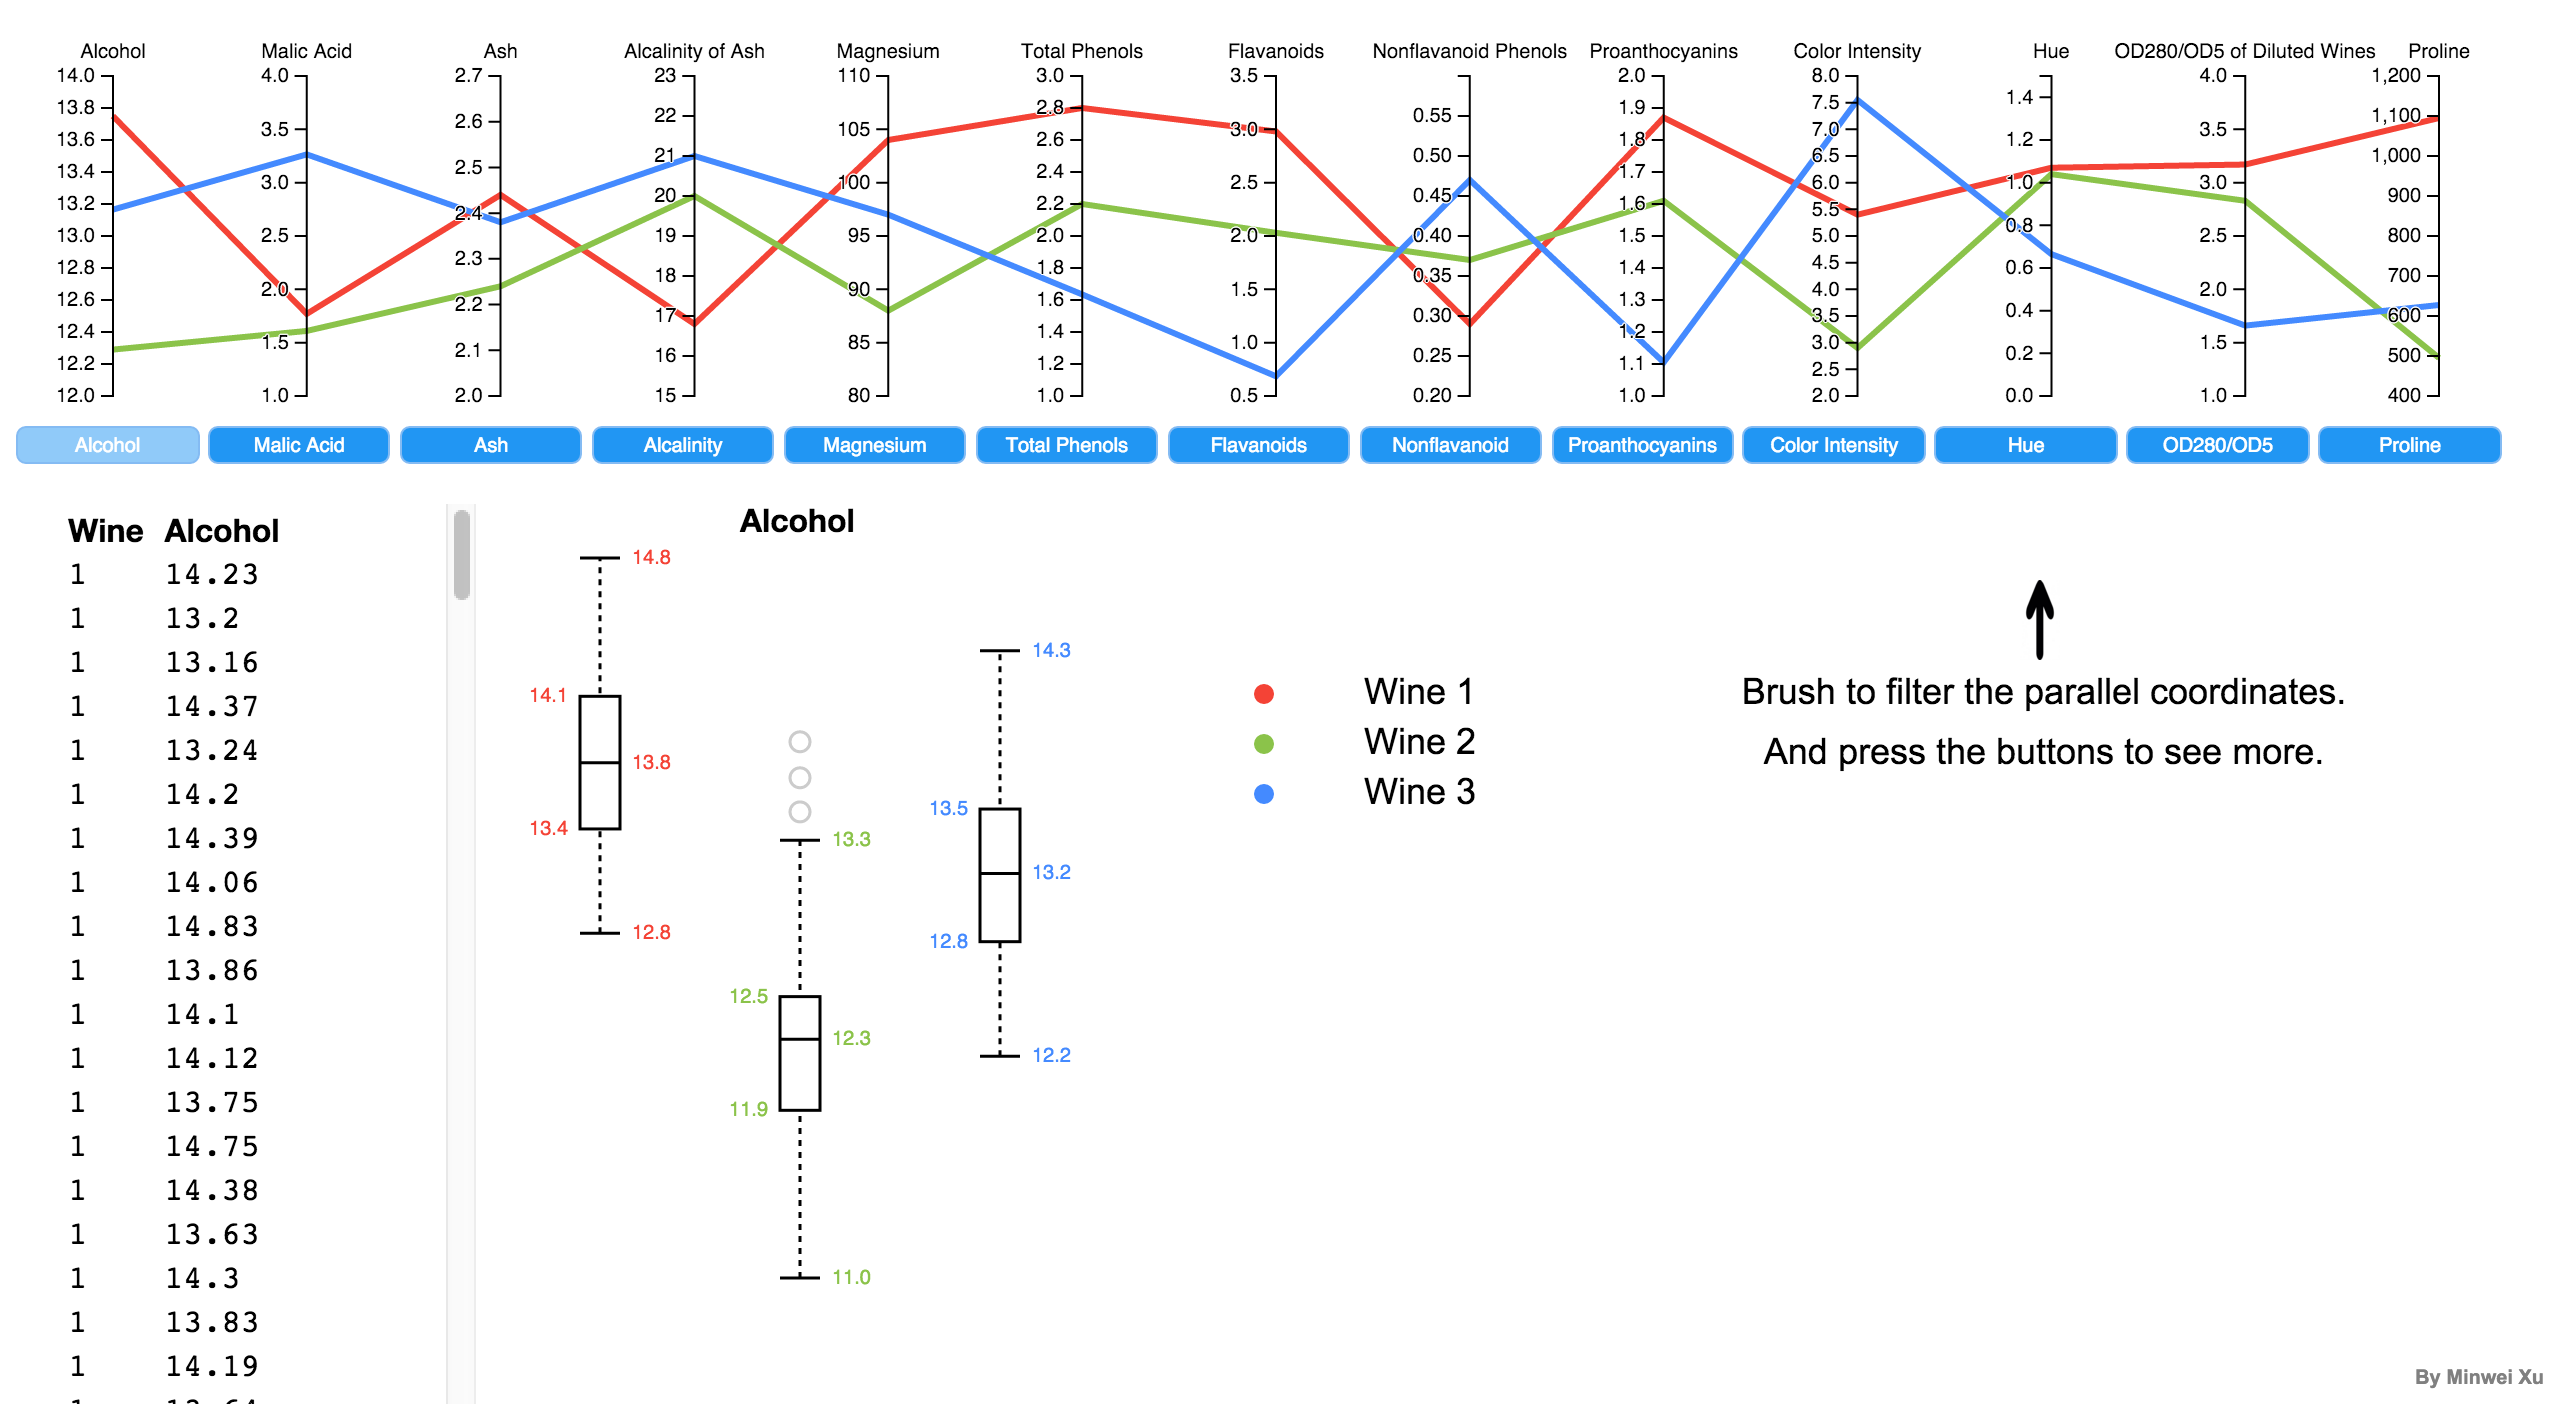 Alcohol Malic Acid Ash Alcalinity of Ash Magnesium Total Phenols Flavanoids Nonflavanoid Phenols Proanthocyanins Color Intensity Hue OD280/OD5 of Diluted Wines Proline
14.0 13.8 13.6 13.4 13.2 13.0 12.8 12.6 12.4 12.2 12.0
4.0 3.5 3.0 2.5 2.0 1.5 1.0
2.7 2.6 2.5 2.4 2.3 2.2 2.1 2.0
23 22 21 20 19 18 17 16 15
110 105 100 95 90 85 80
3.0 2.8 2.6 2.4 2.2 2.0 1.8 1.6 1.4 1.2 1.0
3.5 3.0 2.5 2.0 1.5 1.0 0.5
0.55 0.50 0.45 0.40 0.35 0.30 0.25 0.20
2.0 1.9 1.8 1.7 1.6 1.5 1.4 1.3 1.2 1.1 1.0
8.0 7.5 7.0 6.5 6.0 5.5 5.0 4.5 4.0 3.5 3.0 2.5 2.0
1.4 1.2 1.0 0.8 0.6 0.4 0.2 0.0
4.0 3.5 3.0 2.5 2.0 1.5 1.0
1,200 1,100 1,000 900 800 700 600 500 400
Alcohol Malic Acid Ash Alcalinity Magnesium Total Phenols Flavanoids Nonflavanoid Proanthocyanins Color Intensity Hue OD280/OD5 Proline
Wine Alcohol
1 14.23
1 13.2
1 13.16
1 14.37
1 13.24
1 14.2
1 14.39
1 14.06
1 14.83
1 13.86
1 14.1
1 14.12
1 13.75
1 14.75
1 14.38
1 13.63
1 14.3
1 13.83
1 14.19
Alcohol
14.8
14.1
13.8
13.4
12.8
13.3
12.5
12.3
11.9
11.0
14.3
13.5
13.2
12.8
12.2
Wine 1
Wine 2
Wine 3
Brush to filter the parallel coordinates.
And press the buttons to see more.
By Minwei Xu